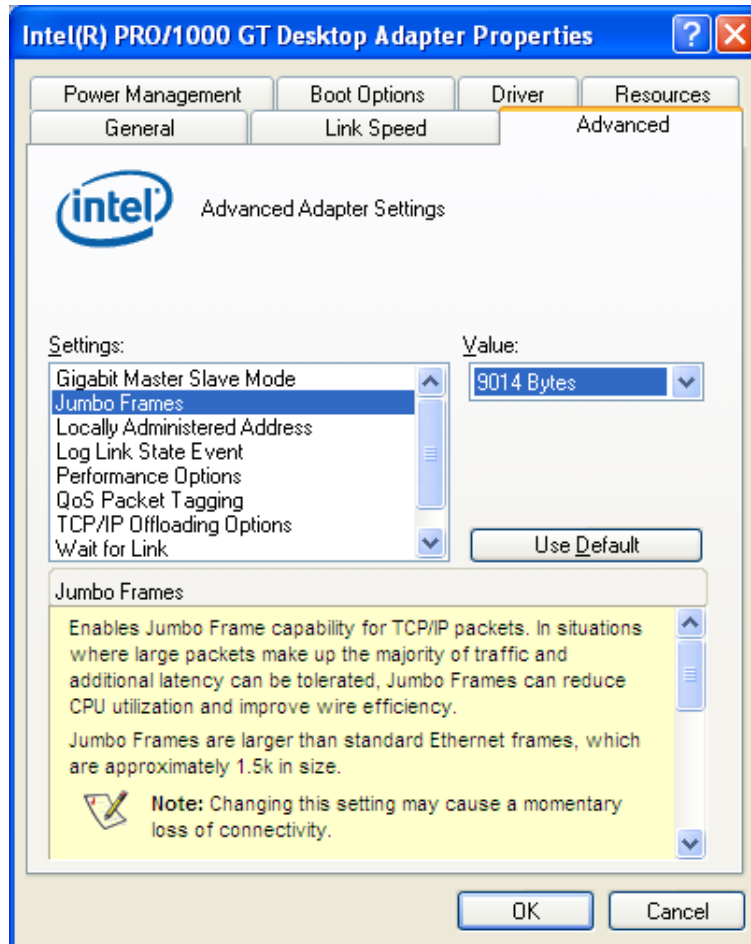 Intel(R) PRO/1000 GT Desktop Adapter Properties
Power Management Boot Options Driver Resources
General Link Speed Advanced
intel Advanced Adapter Settings
Settings:
Value:
Gigabit Master Slave Mode
Jumbo Frames
Locally Administered Address
Log Link State Event
Performance Options
QoS Packet Tagging
TCP/IP Offloading Options
Wait for Link
9014 Bytes
Use Default
Jumbo Frames
Enables Jumbo Frame capability for TCP/IP packets. In situations
where large packets make up the majority of traffic and
additional latency can be tolerated, Jumbo Frames can reduce
CPU utilization and improve wire efficiency.
Jumbo Frames are larger than standard Ethernet frames, which
are approximately 1.5k in size.
Note: Changing this setting may cause a momentary
loss of connectivity.
OK Cancel